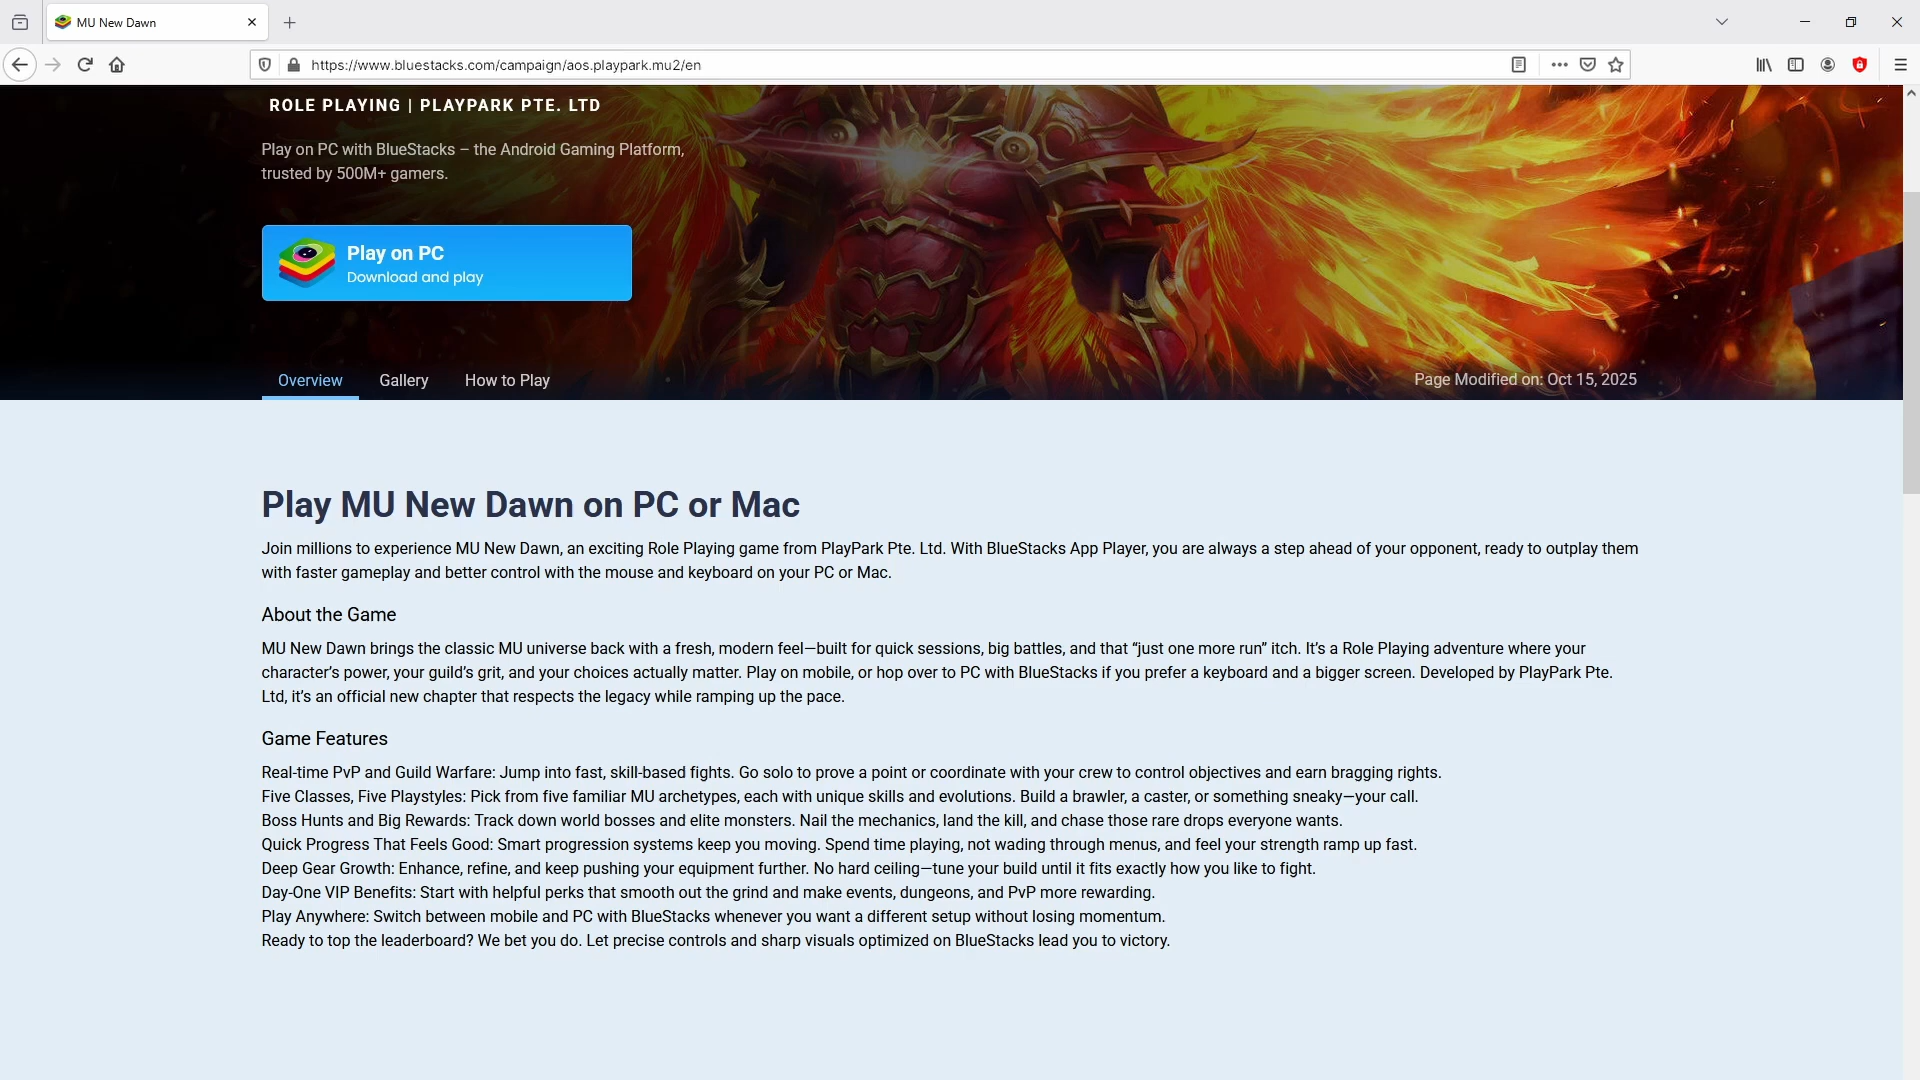 MU New Dawn
https://www.bluestacks.com/campaign/aos.playpark.mu2/en
ROLE PLAYING | PLAYPARK PTE. LTD
Play on PC with BlueStacks – the Android Gaming Platform,
trusted by 500M+ gamers.
Play on PC
Download and play
Overview
Gallery
How to Play
Page Modified on: Oct 15, 2025
Play MU New Dawn on PC or Mac
Join millions to experience MU New Dawn, an exciting Role Playing game from PlayPark Pte. Ltd. With BlueStacks App Player, you are always a step ahead of your opponent, ready to outplay them
with faster gameplay and better control with the mouse and keyboard on your PC or Mac.
About the Game
MU New Dawn brings the classic MU universe back with a fresh, modern feel—built for quick sessions, big battles, and that “just one more run” itch. It’s a Role Playing adventure where your
character’s power, your guild’s grit, and your choices actually matter. Play on mobile, or hop over to PC with BlueStacks if you prefer a keyboard and a bigger screen. Developed by PlayPark Pte.
Ltd, it’s an official new chapter that respects the legacy while ramping up the pace.
Game Features
Real-time PvP and Guild Warfare: Jump into fast, skill-based fights. Go solo to prove a point or coordinate with your crew to control objectives and earn bragging rights.
Five Classes, Five Playstyles: Pick from five familiar MU archetypes, each with unique skills and evolutions. Build a brawler, a caster, or something sneaky—your call.
Boss Hunts and Big Rewards: Track down world bosses and elite monsters. Nail the mechanics, land the kill, and chase those rare drops everyone wants.
Quick Progress That Feels Good: Smart progression systems keep you moving. Spend time playing, not wading through menus, and feel your strength ramp up fast.
Deep Gear Growth: Enhance, refine, and keep pushing your equipment further. No hard ceiling—tune your build until it fits exactly how you like to fight.
Day-One VIP Benefits: Start with helpful perks that smooth out the grind and make events, dungeons, and PvP more rewarding.
Play Anywhere: Switch between mobile and PC with BlueStacks whenever you want a different setup without losing momentum.
Ready to top the leaderboard? We bet you do. Let precise controls and sharp visuals optimized on BlueStacks lead you to victory.